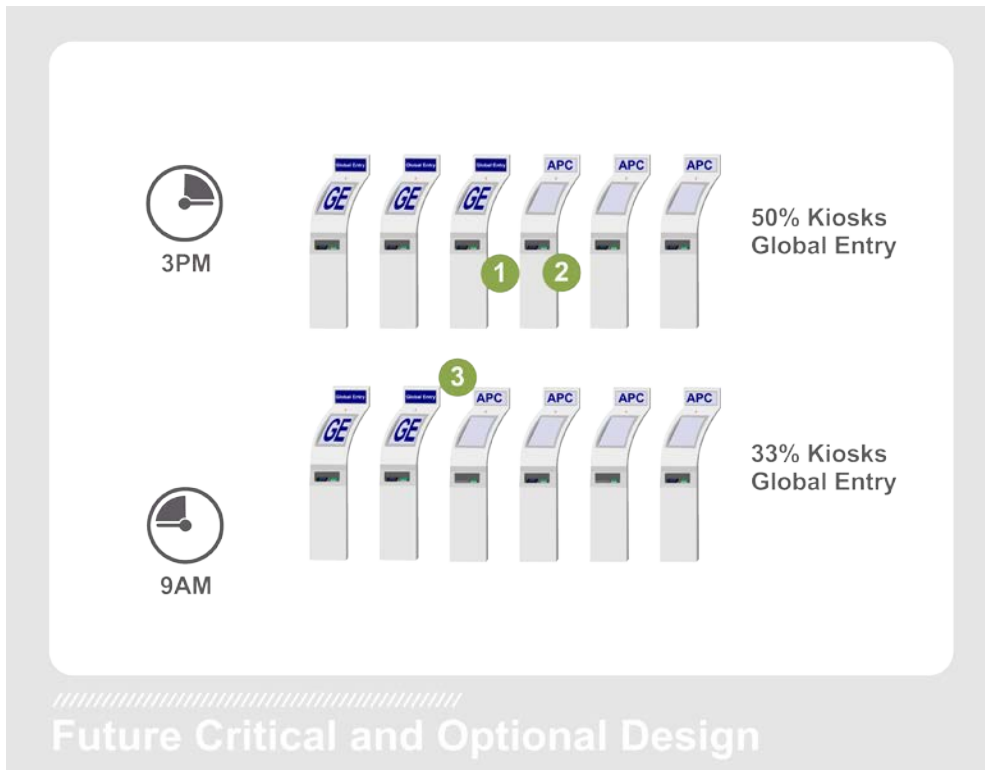 Global Entry Global Entry Global Entry APC APC APC
GE GE GE
50% Kiosks
Global Entry
3PM
1 2
3
Global Entry Global Entry APC APC APC APC
GE GE
33% Kiosks
Global Entry
9AM
Future Critical and Optional Design